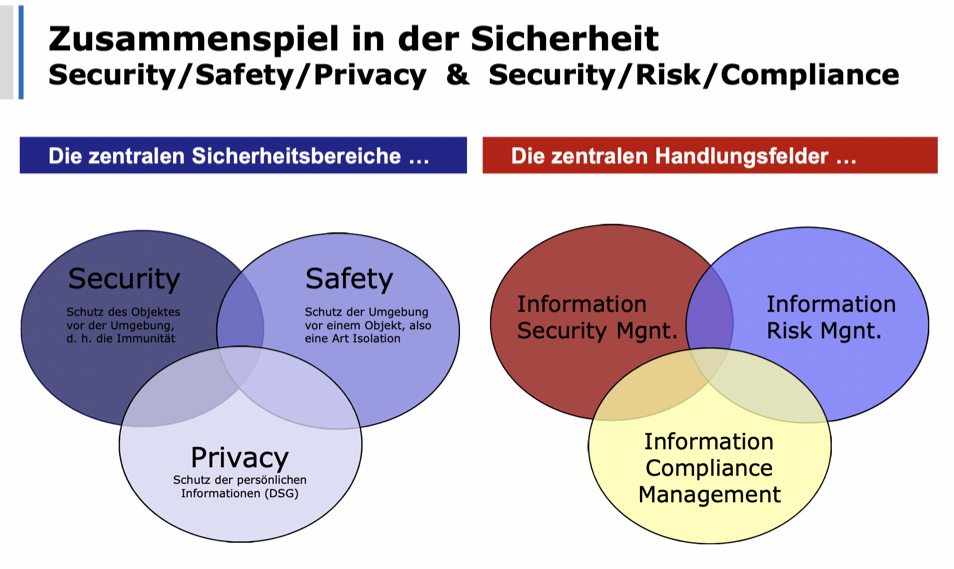 Zusammenspiel in der Sicherheit
Security/Safety/Privacy & Security/Risk/Compliance
Die zentralen Sicherheitsbereiche …
Die zentralen Handlungsfelder …
Security
Schutz des Objektes
vor der Umgebung,
d. h. die Immunität
Safety
Schutz der Umgebung
vor einem Objekt, also
eine Art Isolation
Privacy
Schutz der persönlichen
Informationen (DSG)
Information
Security Mgnt.
Information
Risk Mgnt.
Information
Compliance
Management